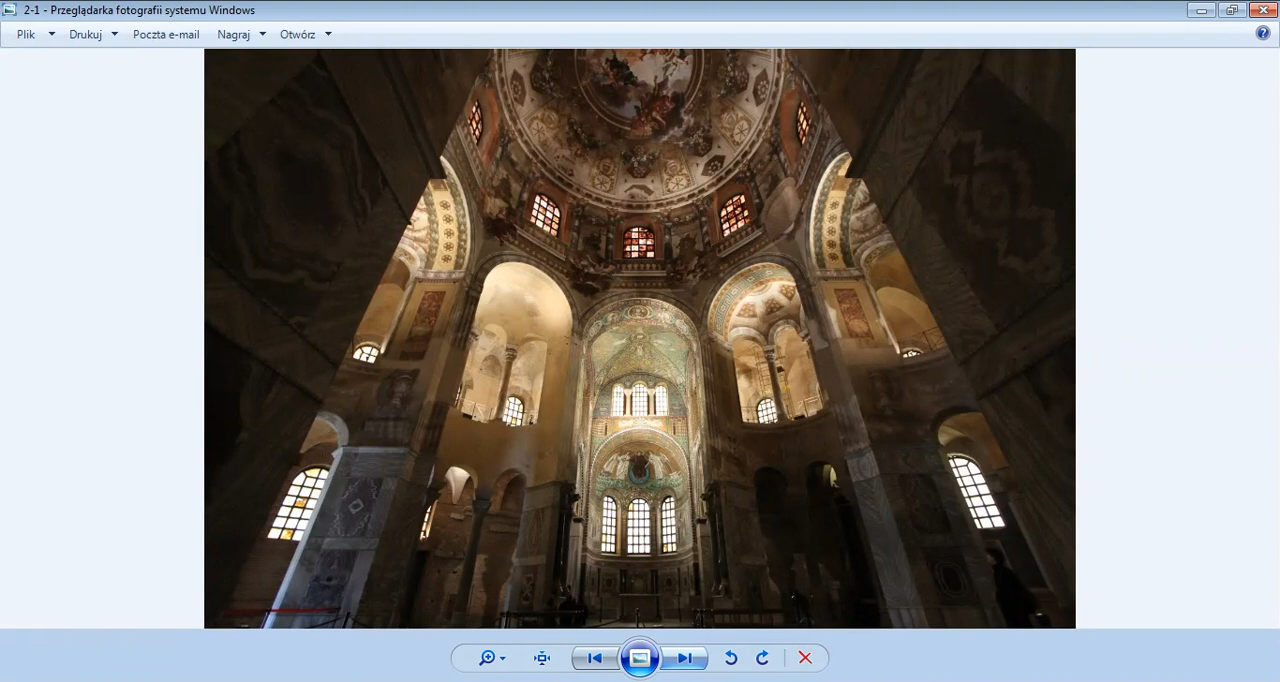 2-1 - Przeglądarka fotografii systemu Windows
Plik Drukuj Poczta e-mail Nagraj Otwórz